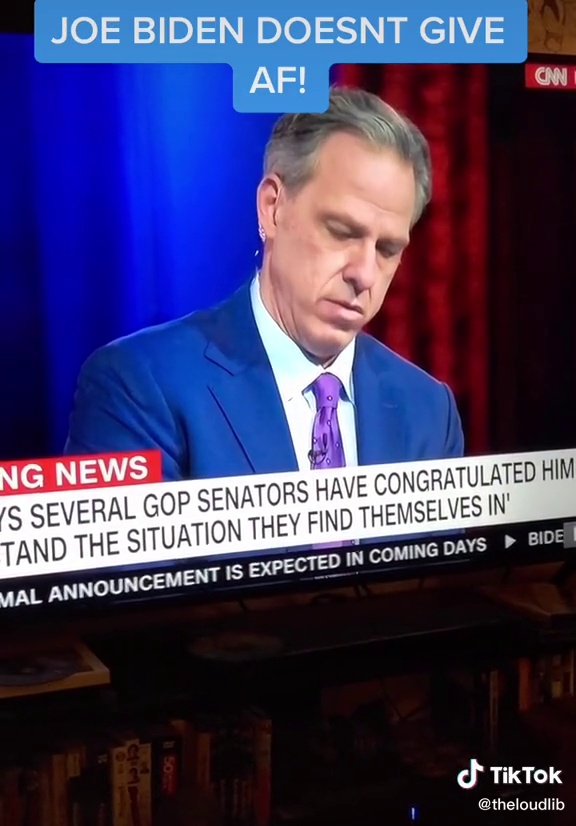 JOE BIDEN DOESNT GIVE
AF!
CNN
NG NEWS
YS SEVERAL GOP SENATORS HAVE CONGRATULATED HIM
TAND THE SITUATION THEY FIND THEMSELVES IN'
MAL ANNOUNCEMENT IS EXPECTED IN COMING DAYS ▶ BIDE
TikTok
@theloudlib